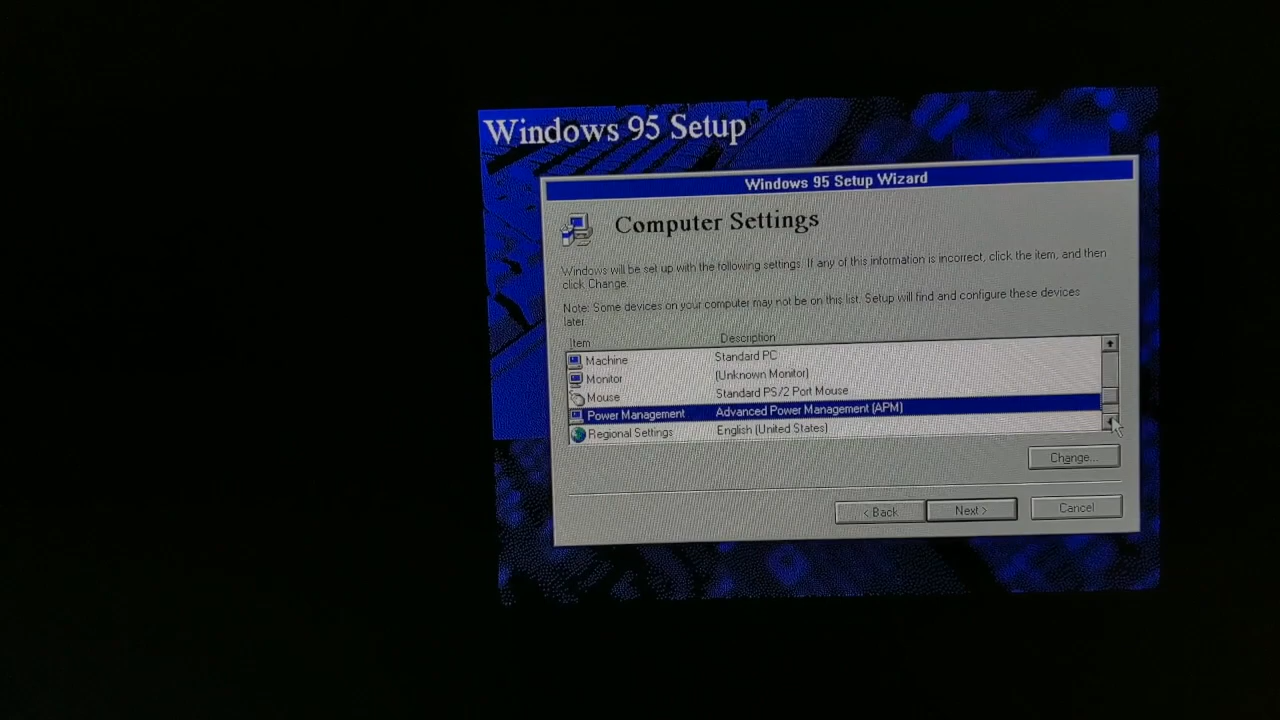 Windows 95 Setup
Windows 95 Setup Wizard
Computer Settings
Windows will be set up with the following settings. If any of this information is incorrect, click the item, and then
click Change.
Note: Some devices on your computer may not be on this list. Setup will find and configure these devices
later.
Item Description
Machine Standard PC
Monitor (Unknown Monitor)
Mouse Standard PS/2 Port Mouse
Power Management Advanced Power Management (APM)
Regional Settings English (United States)
Change...
< Back Next > Cancel